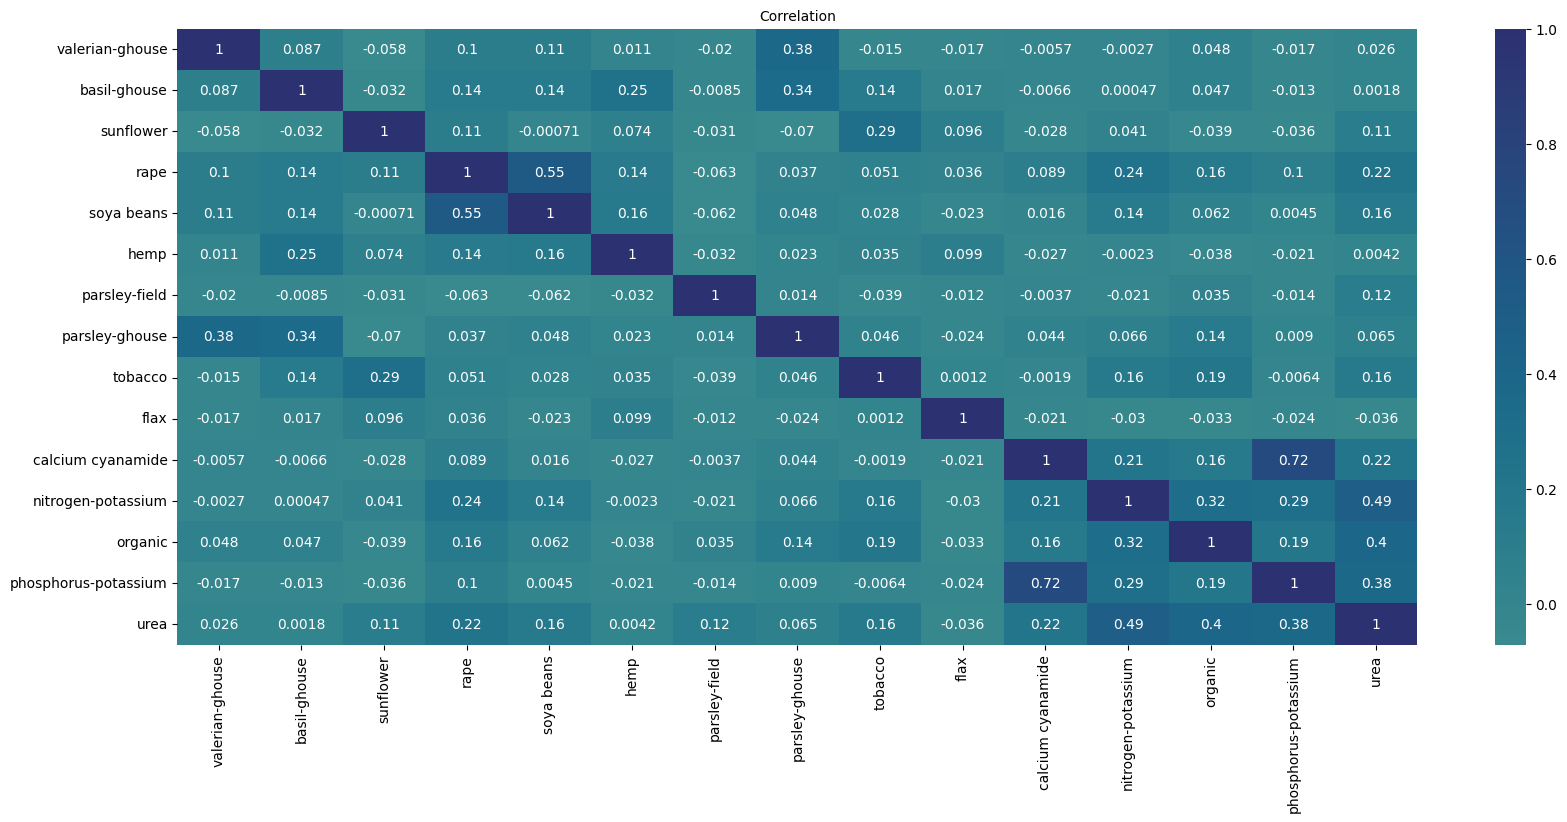 Correlation
valerian-ghouse 1 0.087 -0.058 0.1 0.11 0.011 -0.02 0.38 -0.015 -0.017 -0.0057 -0.0027 0.048 -0.017 0.026
basil-ghouse 0.087 1 -0.032 0.14 0.14 0.25 -0.0085 0.34 0.14 0.017 -0.0066 0.00047 0.047 -0.013 0.0018
sunflower -0.058 -0.032 1 0.11 -0.00071 0.074 -0.031 -0.07 0.29 0.096 -0.028 0.041 -0.039 -0.036 0.11
rape 0.1 0.14 0.11 1 0.55 0.14 -0.063 0.037 0.051 0.036 0.089 0.24 0.16 0.1 0.22
soya beans 0.11 0.14 -0.00071 0.55 1 0.16 -0.062 0.048 0.028 -0.023 0.016 0.14 0.062 0.0045 0.16
hemp 0.011 0.25 0.074 0.14 0.16 1 -0.032 0.023 0.035 0.099 -0.027 -0.0023 -0.038 -0.021 0.0042
parsley-field -0.02 -0.0085 -0.031 -0.063 -0.062 -0.032 1 0.014 -0.039 -0.012 -0.0037 -0.021 0.035 -0.014 0.12
parsley-ghouse 0.38 0.34 -0.07 0.037 0.048 0.023 0.014 1 0.046 -0.024 0.044 0.066 0.14 0.009 0.065
tobacco -0.015 0.14 0.29 0.051 0.028 0.035 -0.039 0.046 1 0.0012 -0.0019 0.16 0.19 -0.0064 0.16
flax -0.017 0.017 0.096 0.036 -0.023 0.099 -0.012 -0.024 0.0012 1 -0.021 -0.03 -0.033 -0.024 -0.036
calcium cyanamide -0.0057 -0.0066 -0.028 0.089 0.016 -0.027 -0.0037 0.044 -0.0019 -0.021 1 0.21 0.16 0.72 0.22
nitrogen-potassium -0.0027 0.00047 0.041 0.24 0.14 -0.0023 -0.021 0.066 0.16 -0.03 0.21 1 0.32 0.29 0.49
organic 0.048 0.047 -0.039 0.16 0.062 -0.038 0.035 0.14 0.19 -0.033 0.16 0.32 1 0.19 0.4
phosphorus-potassium -0.017 -0.013 -0.036 0.1 0.0045 -0.021 -0.014 0.009 -0.0064 -0.024 0.72 0.29 0.19 1 0.38
urea 0.026 0.0018 0.11 0.22 0.16 0.0042 0.12 0.065 0.16 -0.036 0.22 0.49 0.4 0.38 1
valerian-ghouse
basil-ghouse
sunflower
rape
soya beans
hemp
parsley-field
parsley-ghouse
tobacco
flax
calcium cyanamide
nitrogen-potassium
organic
phosphorus-potassium
urea
1.0
0.8
0.6
0.4
0.2
0.0